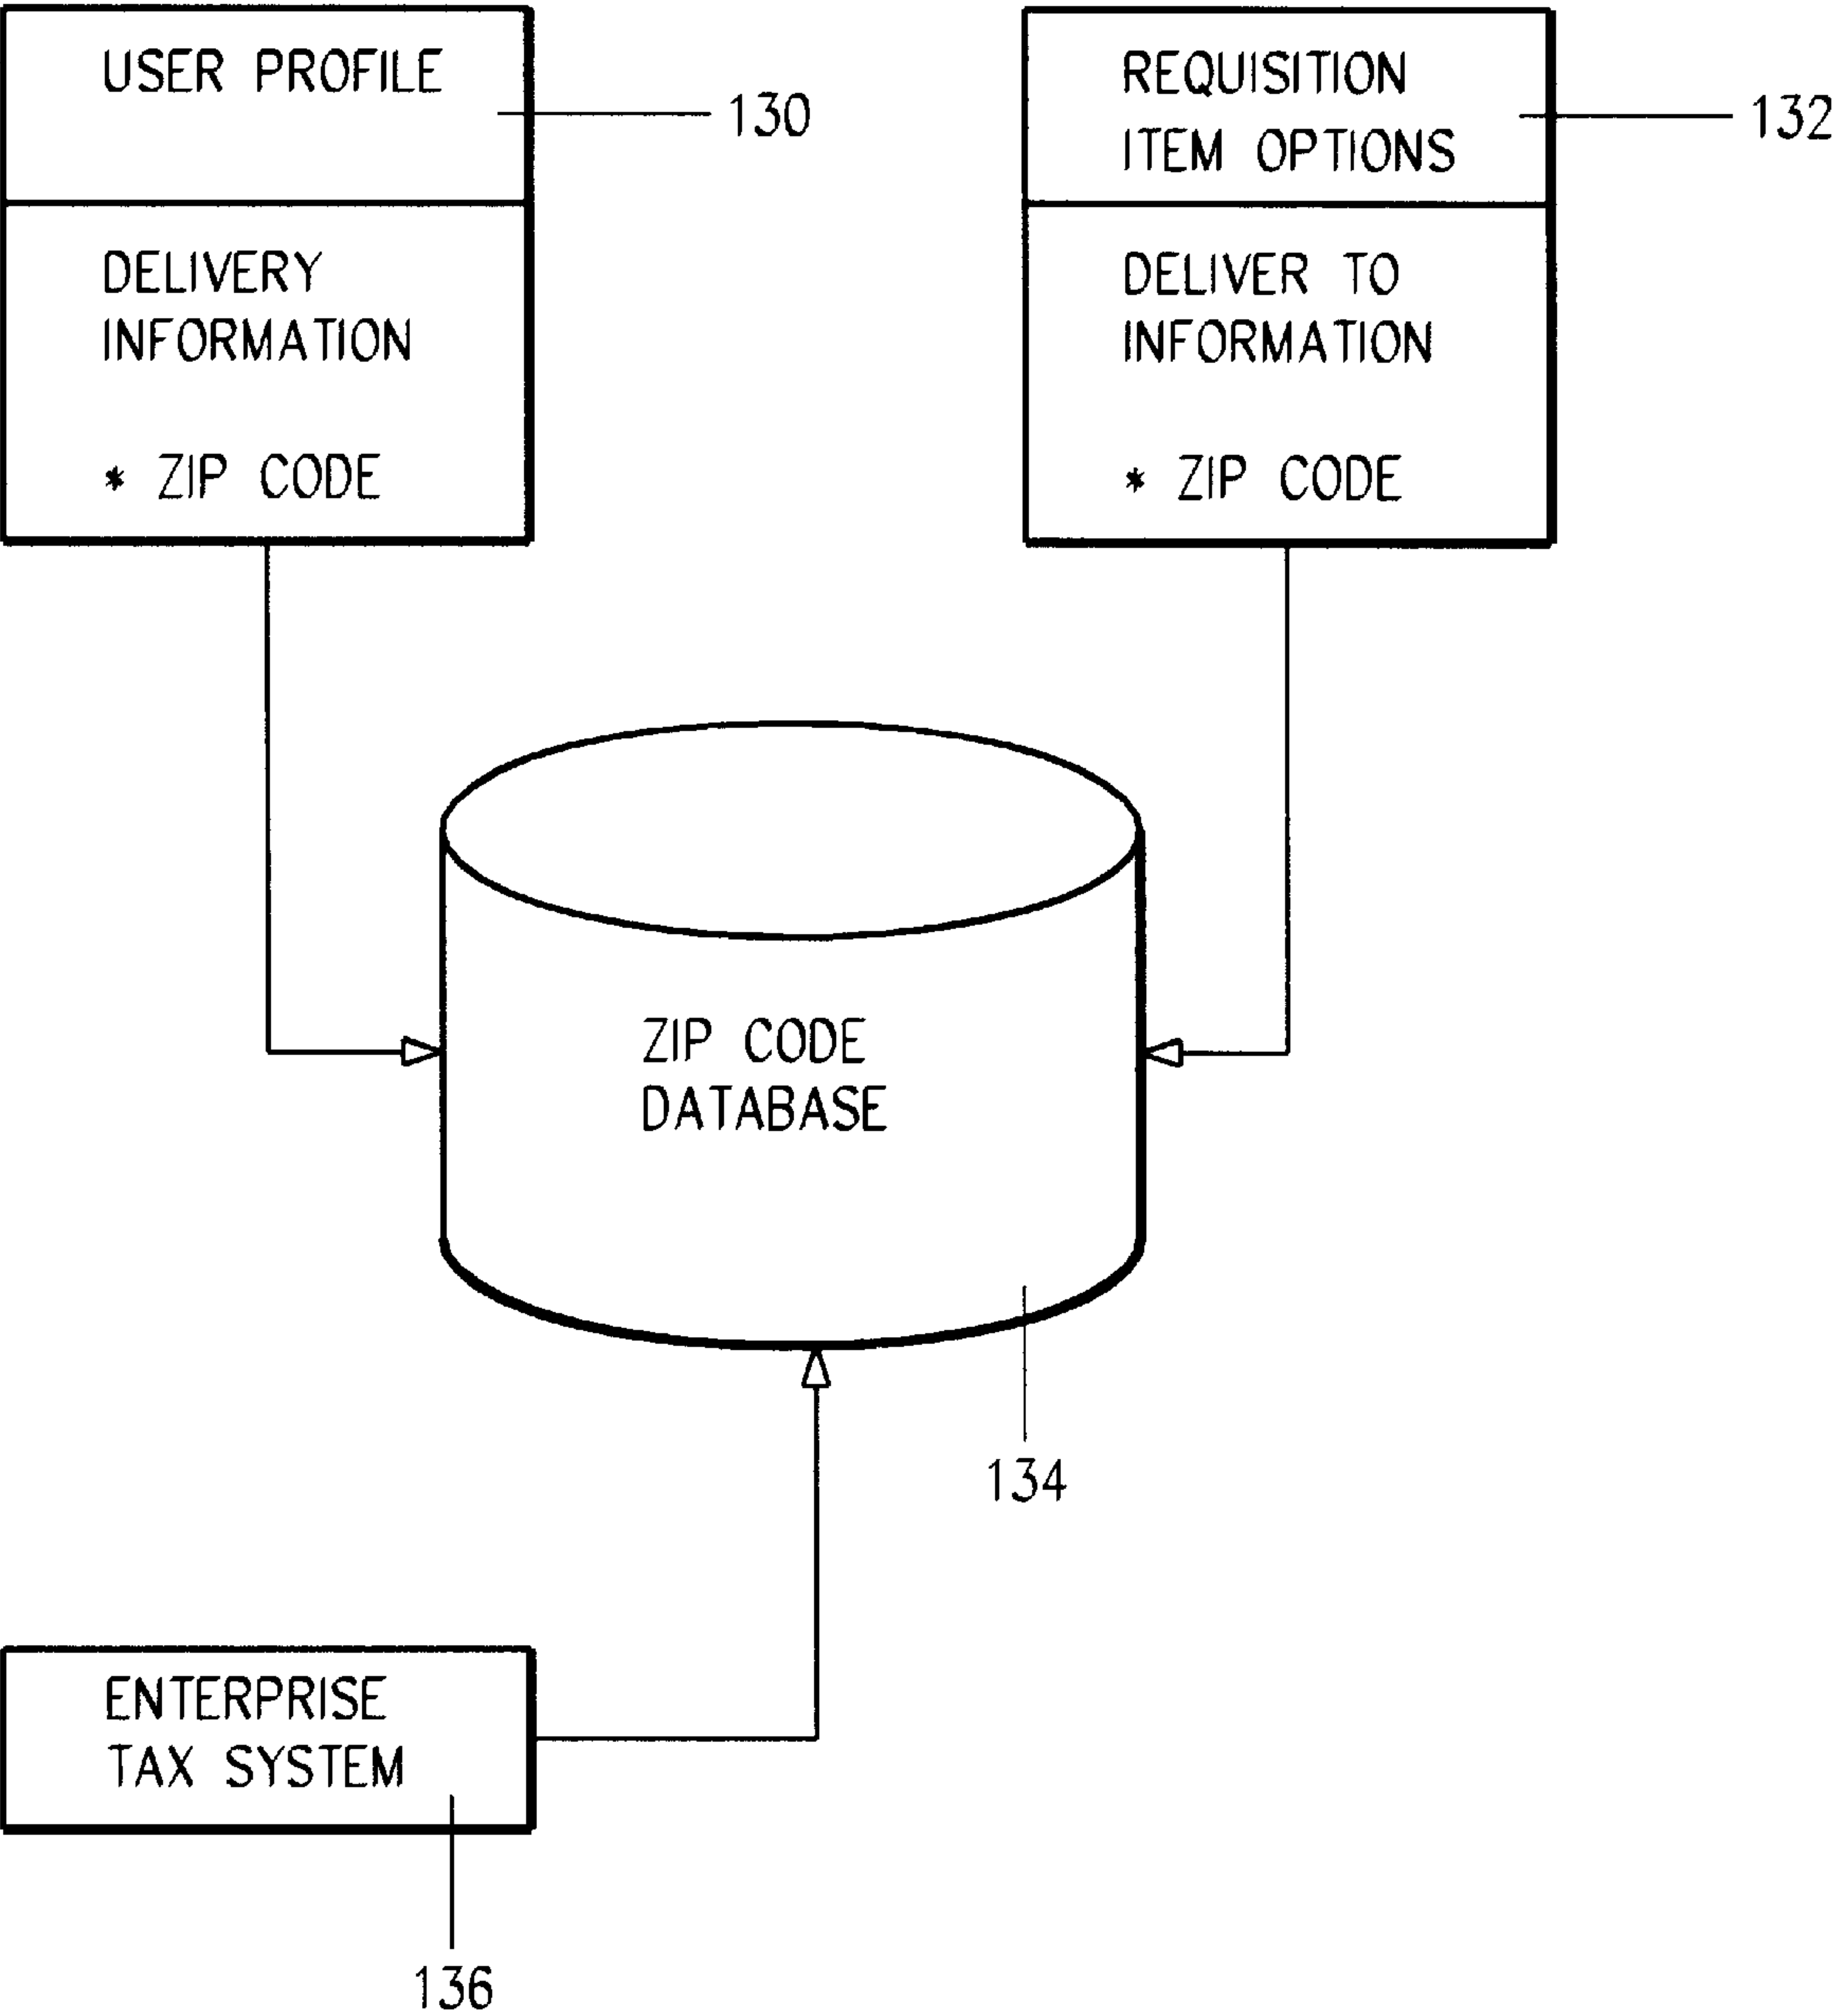 USER PROFILE
130
DELIVERY
INFORMATION
* ZIP CODE
REQUISITION
ITEM OPTIONS
132
DELIVER TO
INFORMATION
* ZIP CODE
ZIP CODE
DATABASE
134
ENTERPRISE
TAX SYSTEM
136